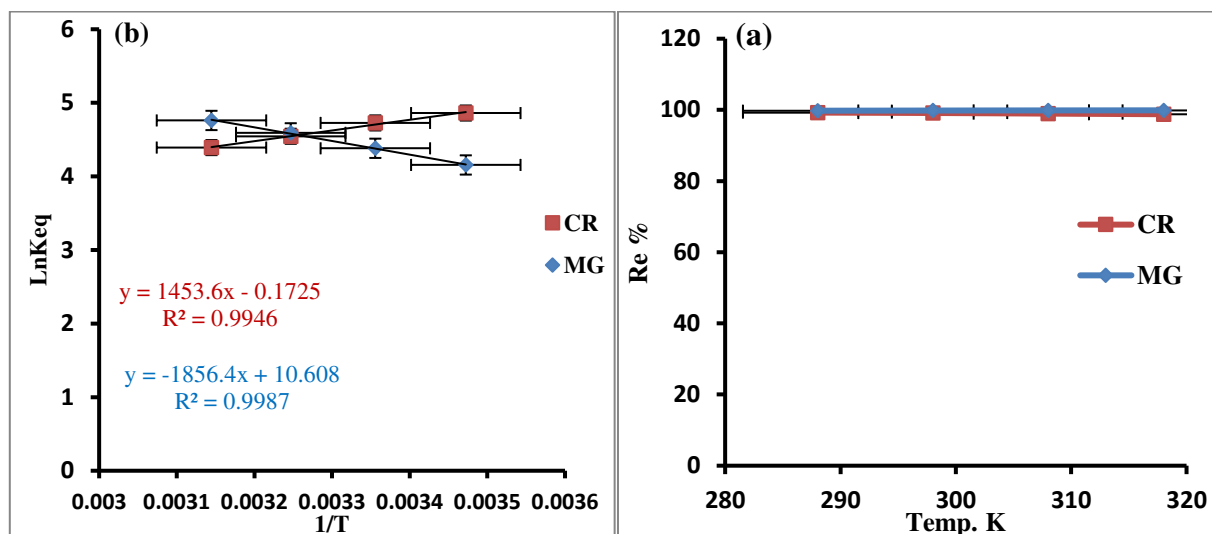 (b)
6
5
4
3
2
1
0
LnKeq
CR
MG
y = 1453.6x - 0.1725
R² = 0.9946
y = -1856.4x + 10.608
R² = 0.9987
0.003 0.0031 0.0032 0.0033 0.0034 0.0035 0.0036
1/T
(a)
120
100
80
60
40
20
0
Re %
CR
MG
280 290 300 310 320
Temp. K